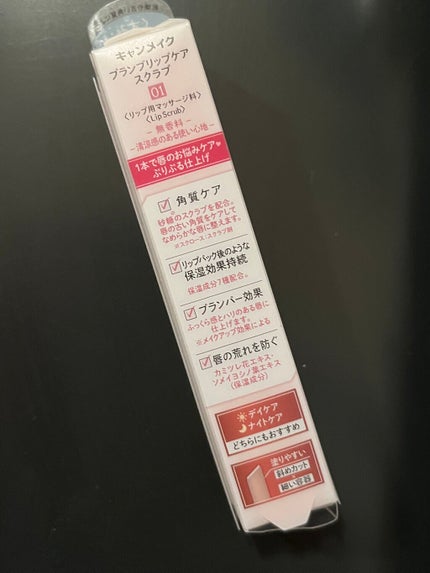 キャンメイク
プランプリップケア
スクラブ
01
〈リップ用マッサージ料〉
〈Lip Scrub〉
- 無香料 -
- 清涼感のある使い心地 -
1本で唇のお悩みケア♥
ぷりぷる仕上げ
角質ケア
砂糖※のスクラブを配合。
唇の古い角質をケアして
なめらかな唇に整えます。
※スクロース:スクラブ剤
リップパック後のような
保湿効果持続
保湿成分7種配合。
プランパー効果
ふっくら感とハリのある唇に
仕上げます。
※メイクアップ効果による
唇の荒れを防ぐ
カミツレ花エキス・
ソメイヨシノ葉エキス
(保湿成分)
デイケア
ナイトケア
どちらにもおすすめ
塗りやすい
斜めカット
細い容器